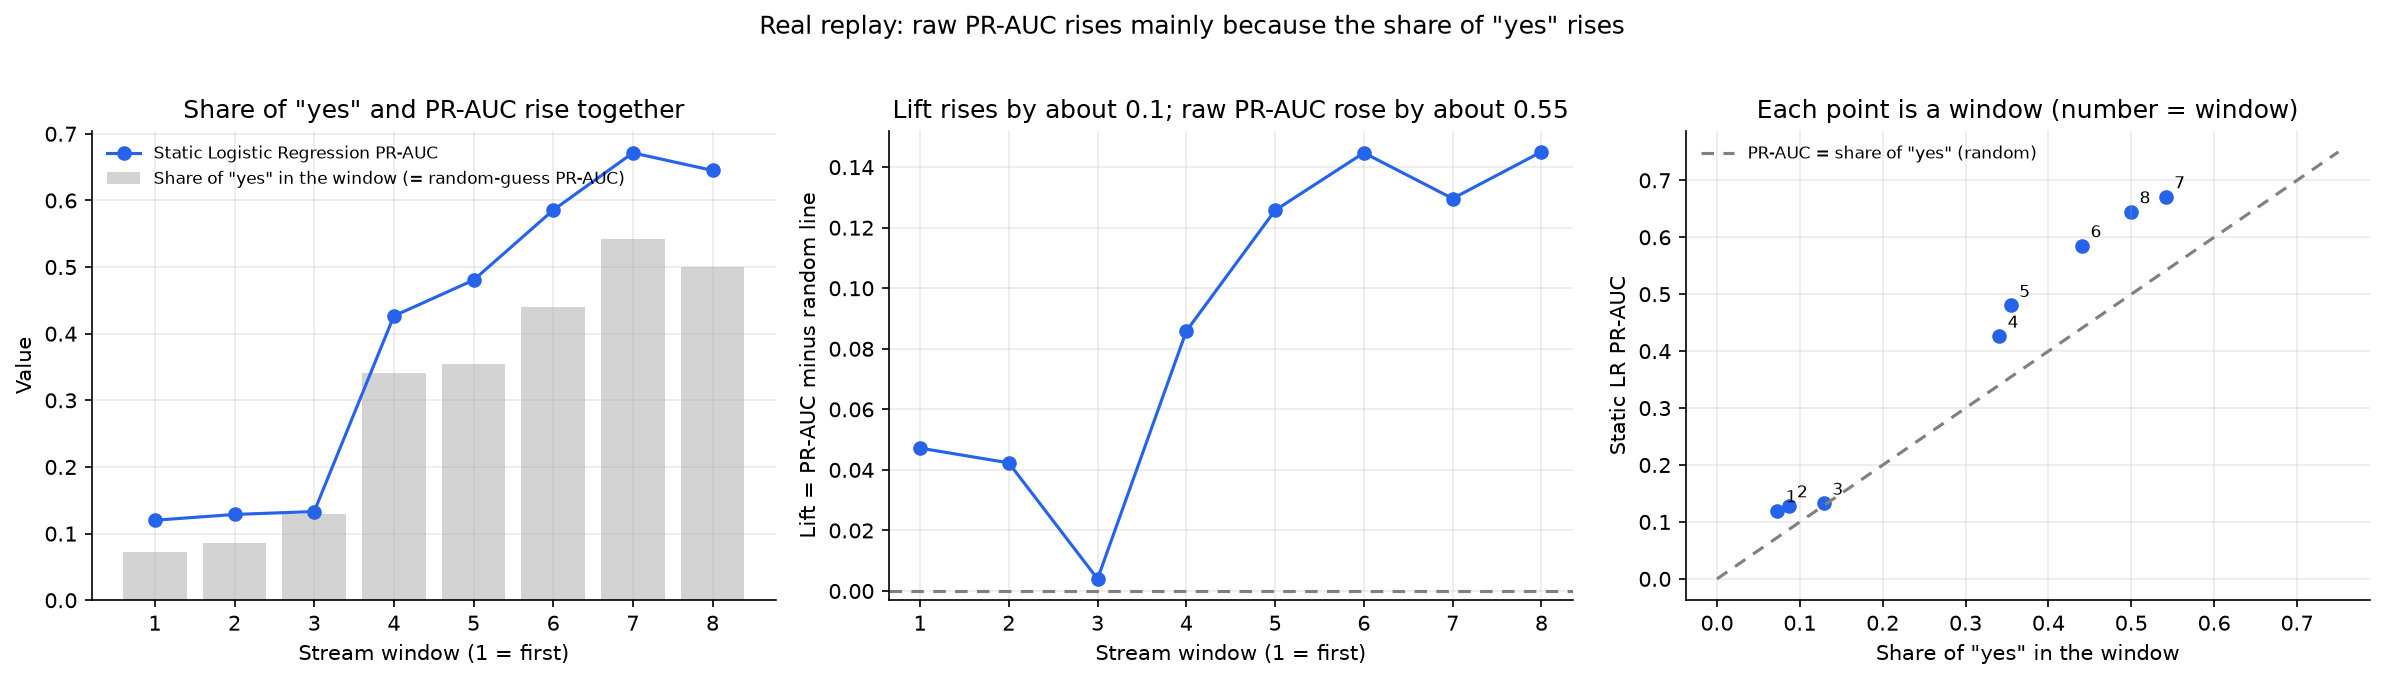 Real replay: raw PR-AUC rises mainly because the share of "yes" rises
Share of "yes" and PR-AUC rise together
Static Logistic Regression PR-AUC
Share of "yes" in the window (= random-guess PR-AUC)
Value
0.7
0.6
0.5
0.4
0.3
0.2
0.1
0.0
1 2 3 4 5 6 7 8
Stream window (1 = first)
Lift rises by about 0.1; raw PR-AUC rose by about 0.55
Lift = PR-AUC minus random line
0.14
0.12
0.10
0.08
0.06
0.04
0.02
0.00
1 2 3 4 5 6 7 8
Stream window (1 = first)
Each point is a window (number = window)
PR-AUC = share of "yes" (random)
Static LR PR-AUC
0.7
0.6
0.5
0.4
0.3
0.2
0.1
0.0
7
8
6
5
4
3
2
1
0.0 0.1 0.2 0.3 0.4 0.5 0.6 0.7
Share of "yes" in the window